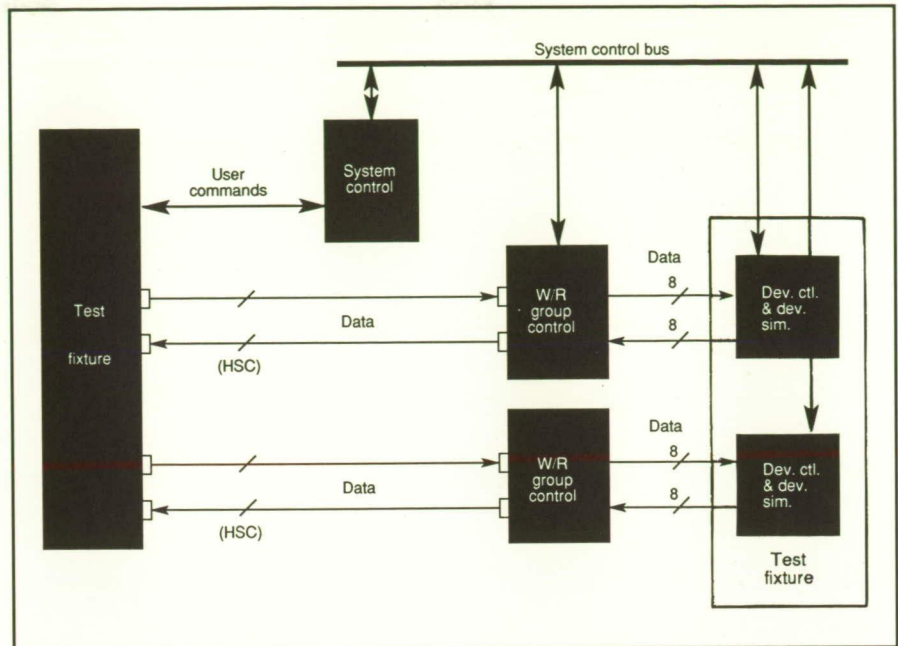 System control bus
System
control
User
commands
Test
fixture
Data
(HSC)
W/R
group
control
Data
8
8
Dev. ctl.
& dev.
sim.
Data
(HSC)
W/R
group
control
Data
8
8
Dev. ctl.
& dev.
sim.
Test
fixture